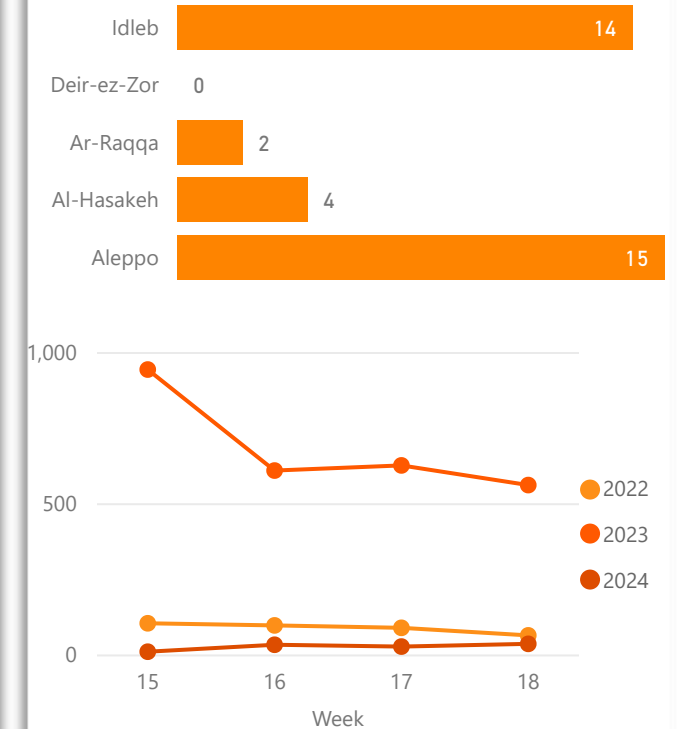 Idleb 14
Deir-ez-Zor 0
Ar-Raqqa 2
Al-Hasakeh 4
Aleppo 15
1,000
500
0
2022
2023
2024
15 16 17 18
Week